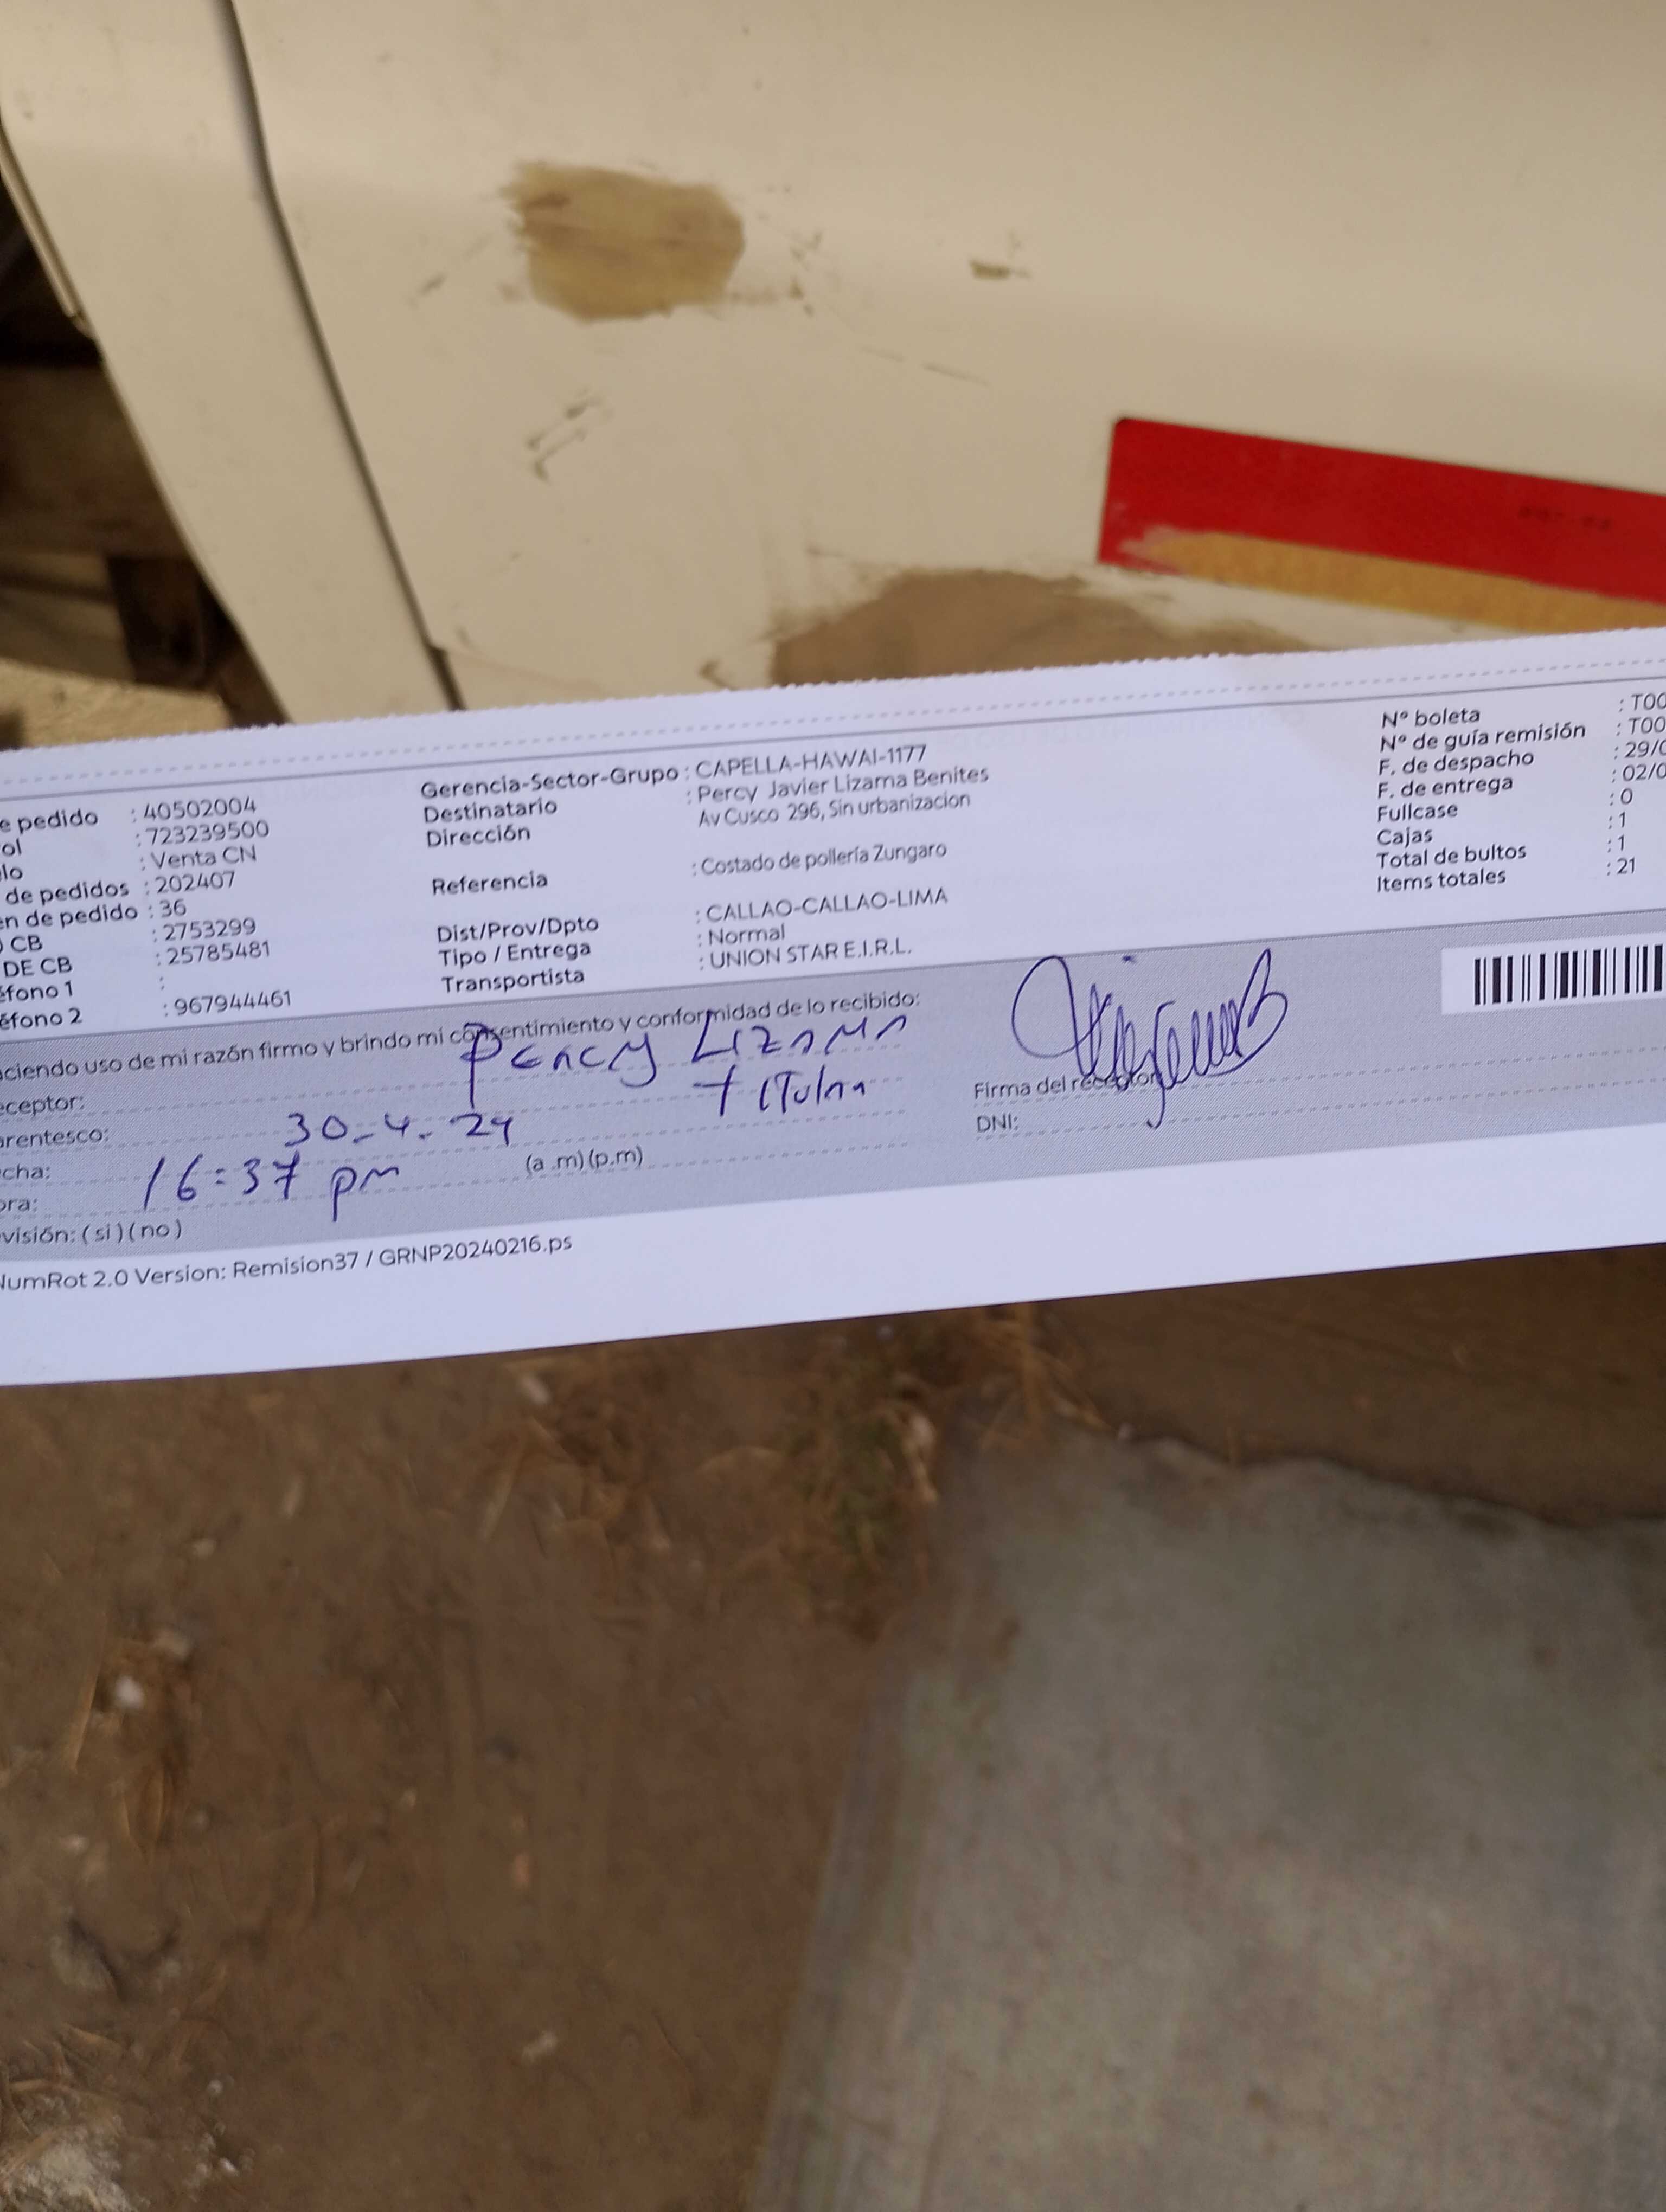 e pedido : 40502004
ol : 723239500
lo : Venta CN
de pedidos : 202407
en de pedido : 36
CB : 2753299
DE CB : 25785481
éfono 1 :
éfono 2 : 967944461
Gerencia-Sector-Grupo : CAPELLA-HAWAI-1177
Destinatario : Percy Javier Lizama Benites
Dirección Av Cusco 296, Sin urbanizacion
Referencia : Costado de pollería Zungaro
Dist/Prov/Dpto : CALLAO-CALLAO-LIMA
Tipo / Entrega : Normal
Transportista : UNION STAR E.I.R.L.
N° boleta : T00
N° de guía remisión : T00
F. de despacho : 29/0
F. de entrega : 02/0
Fullcase : 0
Cajas : 1
Total de bultos : 1
Items totales : 21
ciendo uso de mi razón firmo y brindo mi consentimiento y conformidad de lo recibido:
eceptor: Percy Lizama
arentesco: titular
cha: 30-4-24
ora: 16:37 pm (a .m) (p.m)
visión: ( si ) ( no )
Firma del receptor
DNI:
NumRot 2.0 Version: Remision37 / GRNP20240216.ps